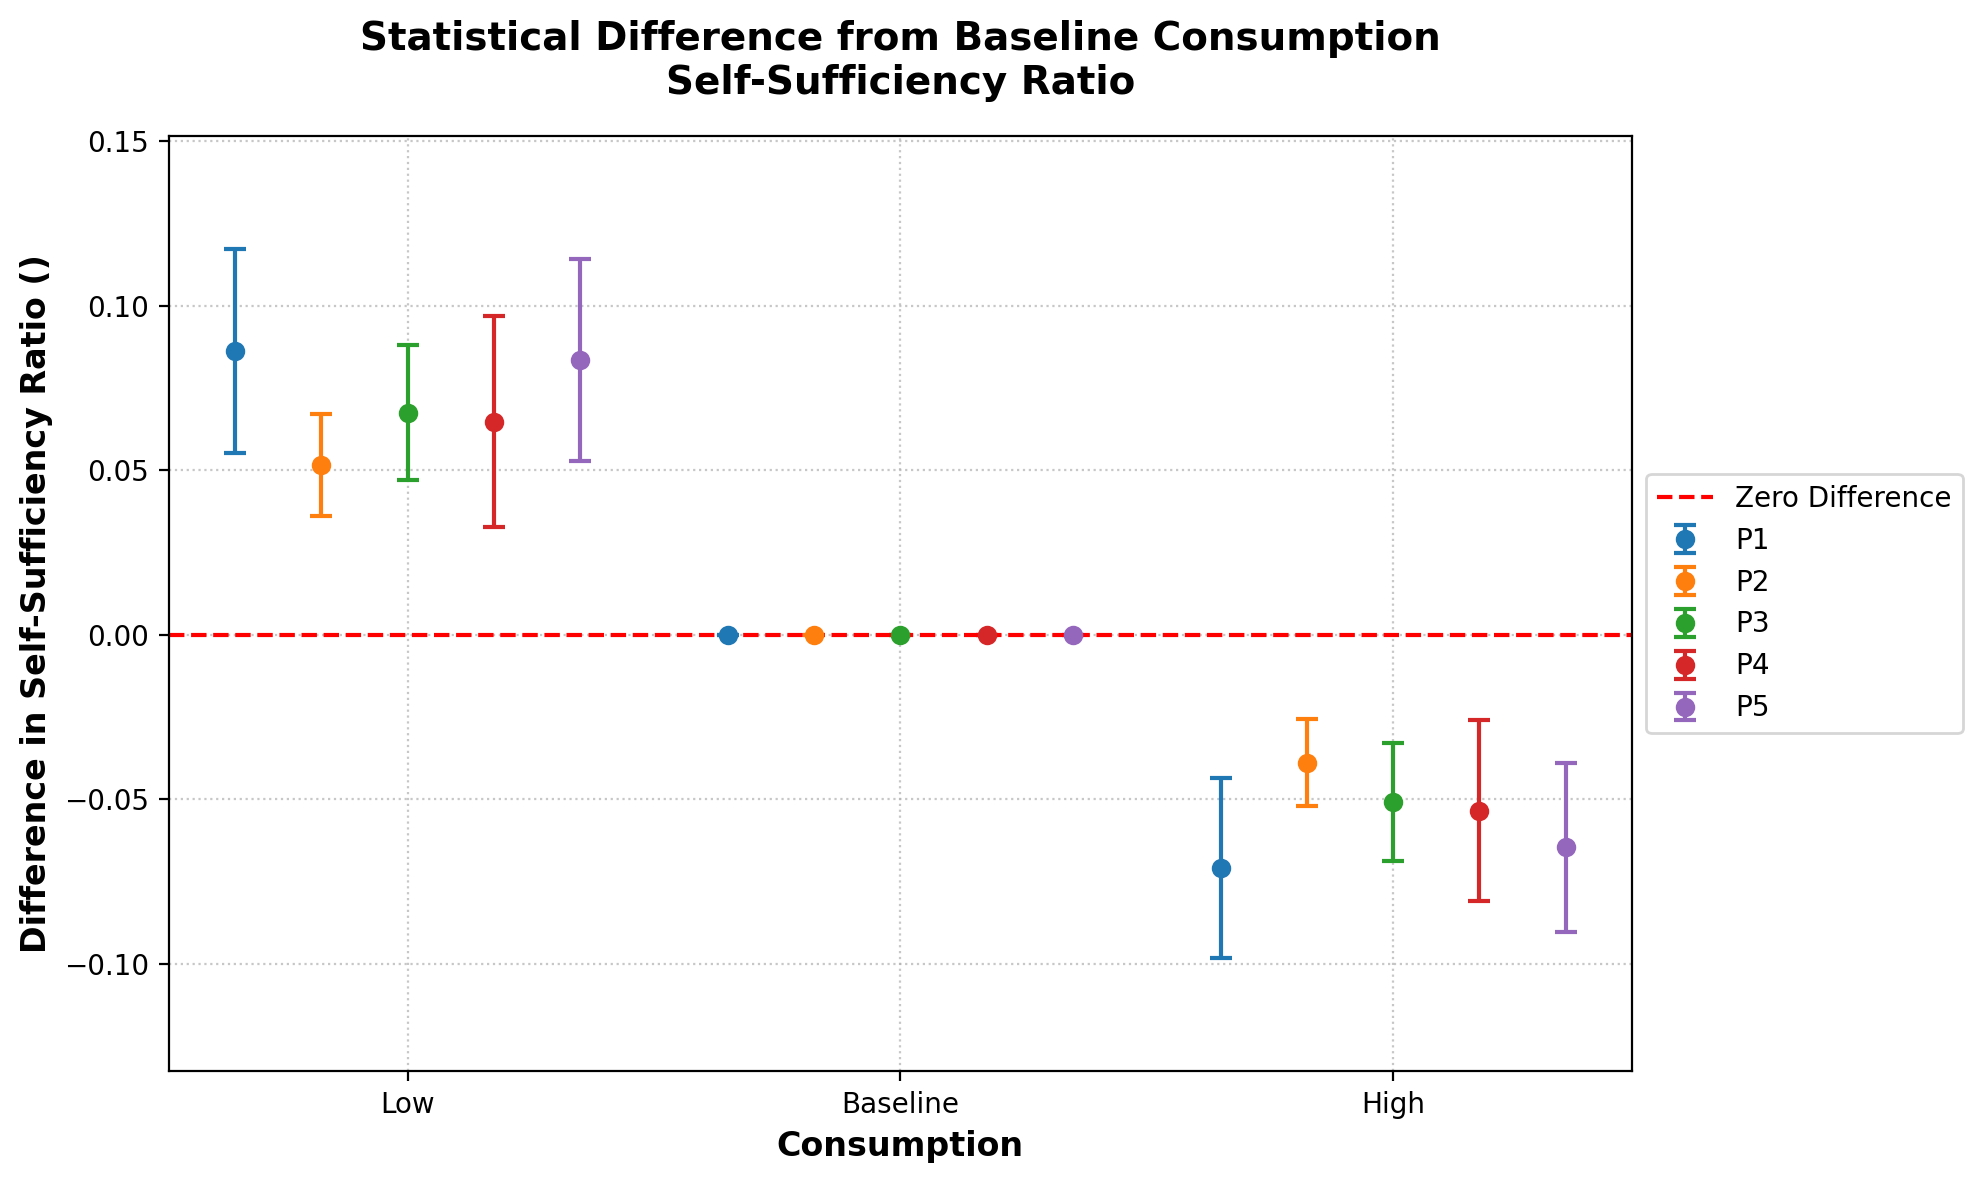 Statistical Difference from Baseline Consumption
Self-Sufficiency Ratio
Difference in Self-Sufficiency Ratio ()
0.15
0.10
0.05
0.00
−0.05
−0.10
Low
Baseline
High
Consumption
Zero Difference
P1
P2
P3
P4
P5